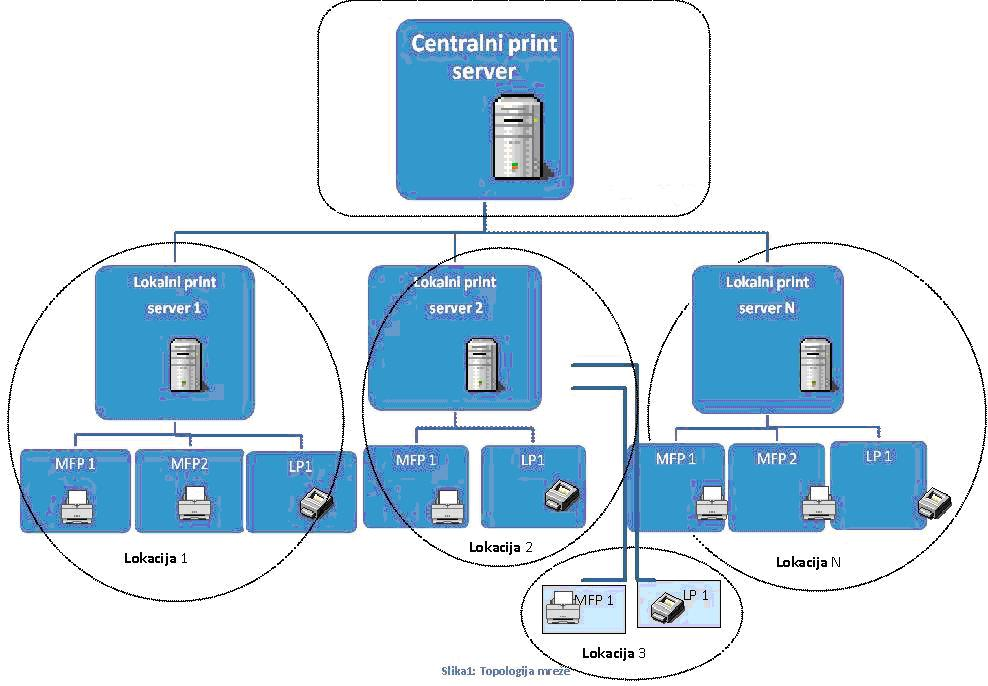 Centralni print
server
Lokalni print
server 1
Lokalni print
server 2
Lokalni print
server N
MFP 1
MFP2
LP1
MFP 1
LP1
MFP 1
MFP 2
LP 1
Lokacija 1
Lokacija 2
Lokacija N
MFP 1
LP 1
Lokacija 3
Slika1: Topologija mreže